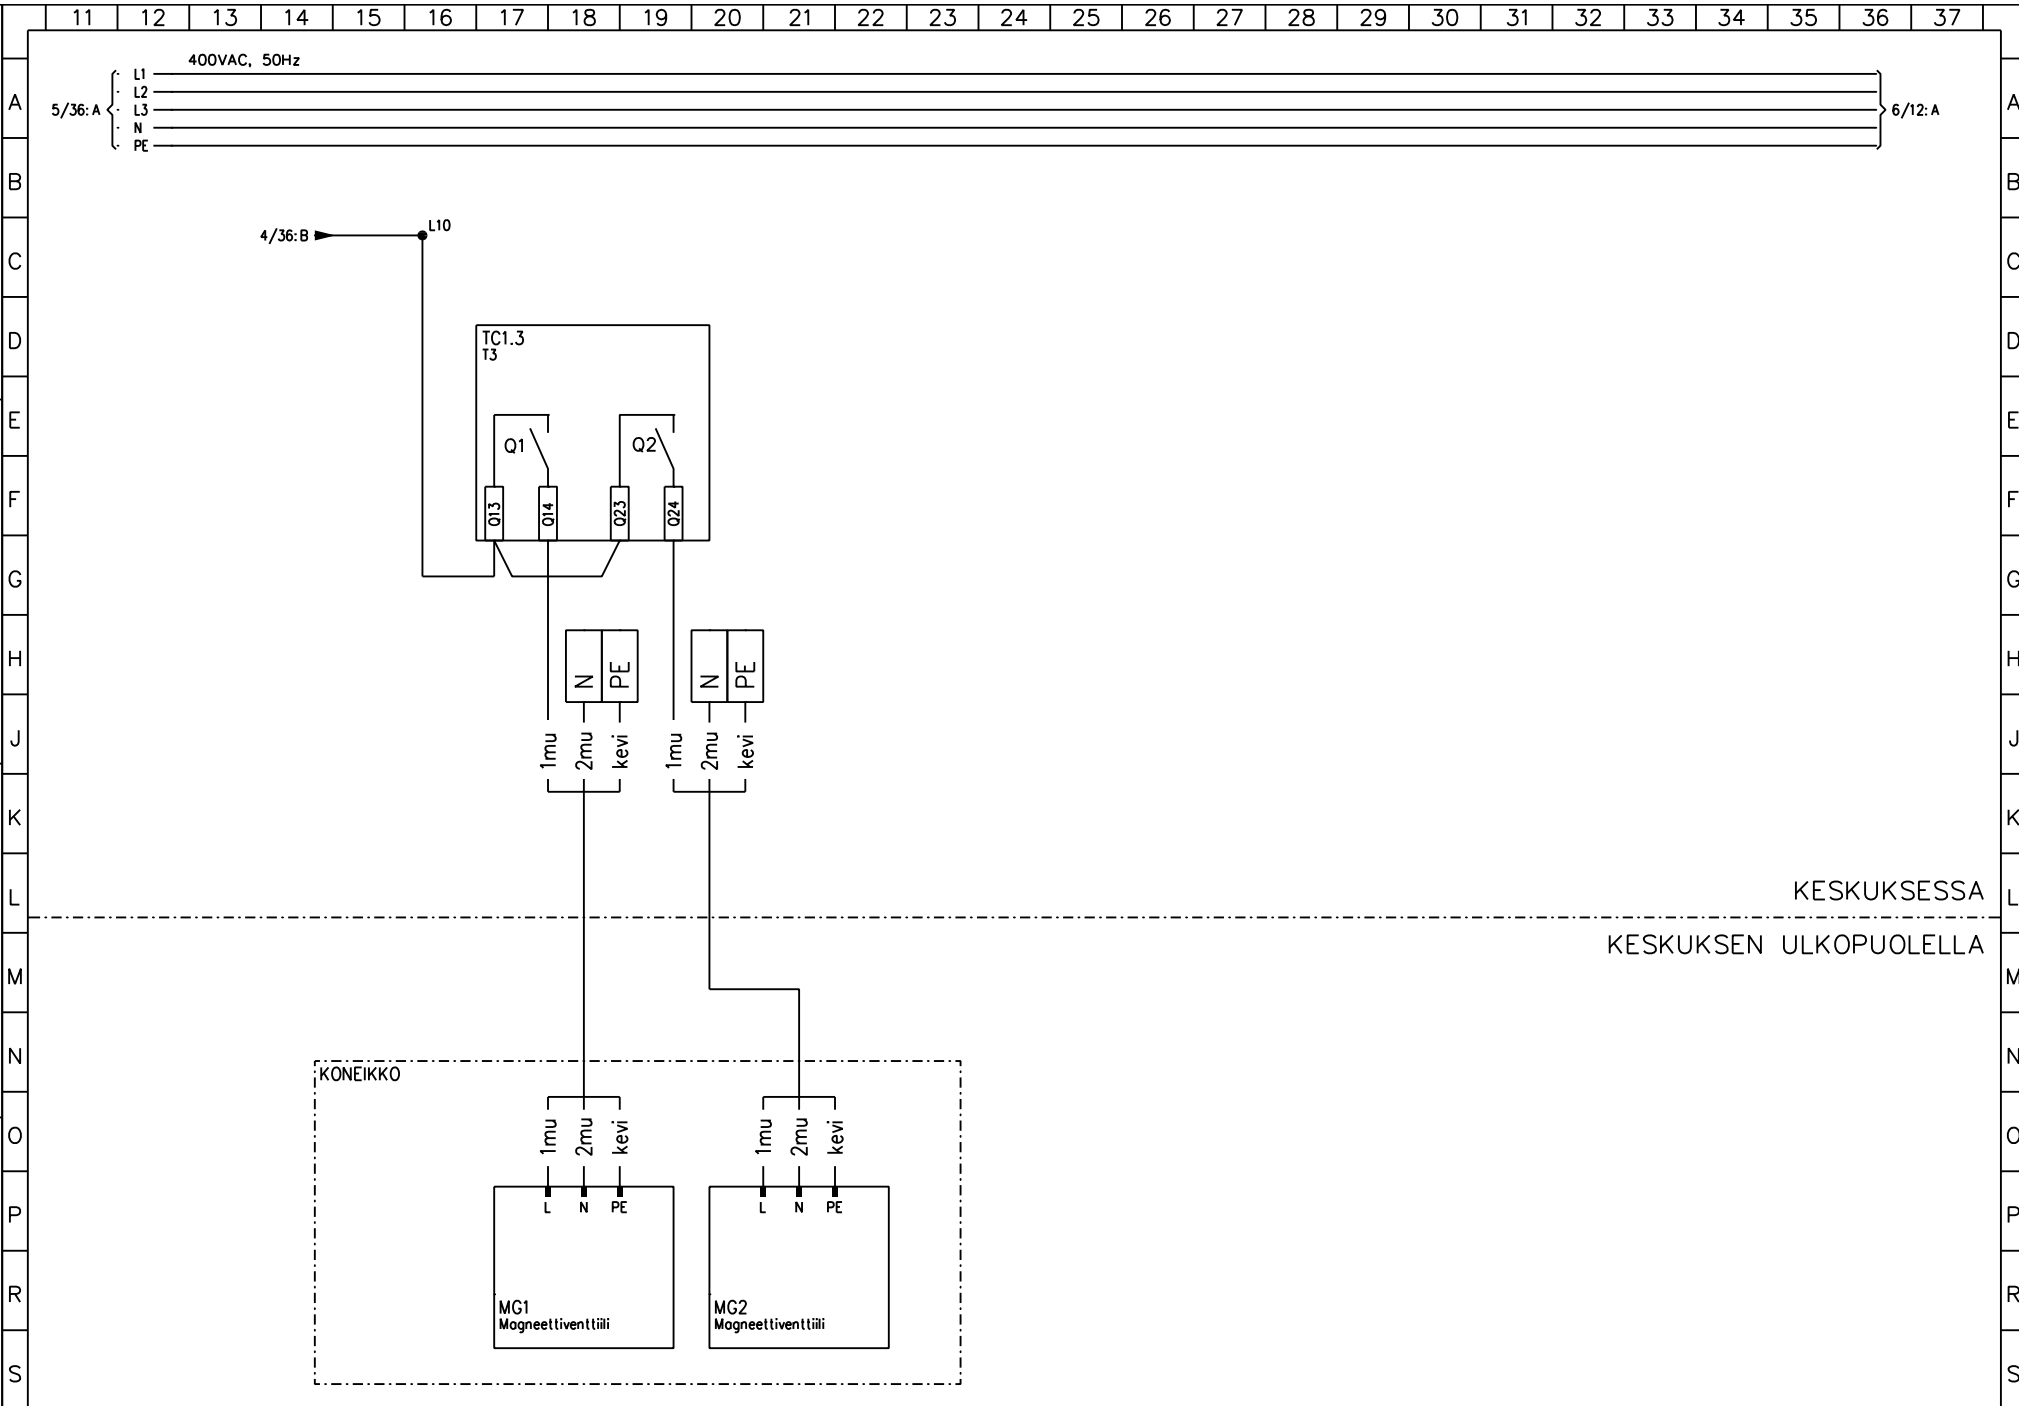 11 12 13 14 15 16 17 18 19 20 21 22 23 24 25 26 27 28 29 30 31 32 33 34 35 36 37
400VAC, 50Hz
L1
L2
A 5/36:A L3 6/12:A A
N
PE
B B
4/36:B L10
C C
TC1.3
D D
T3
E E
Q1 Q2
F Q13 Q14 Q23 Q24 F
G G
H N PE N PE H
J 1mu 2mu kevi 1mu 2mu kevi J
K K
KESKUKSESSA
L L
KESKUKSEN ULKOPUOLELLA
M M
N N
KONEIKKO
O 1mu 2mu kevi 1mu 2mu kevi O
L N PE L N PE
P P
R R
MG1 MG2
Magneettiventtiili Magneettiventtiili
S S